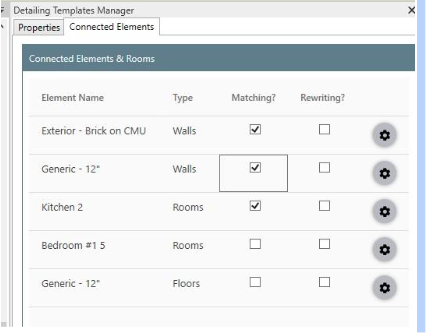 Detailing Templates Manager
Properties Connected Elements
Connected Elements & Rooms
Element Name Type Matching? Rewriting?
Exterior - Brick on CMU Walls
Generic - 12" Walls
Kitchen 2 Rooms
Bedroom #1 5 Rooms
Generic - 12" Floors